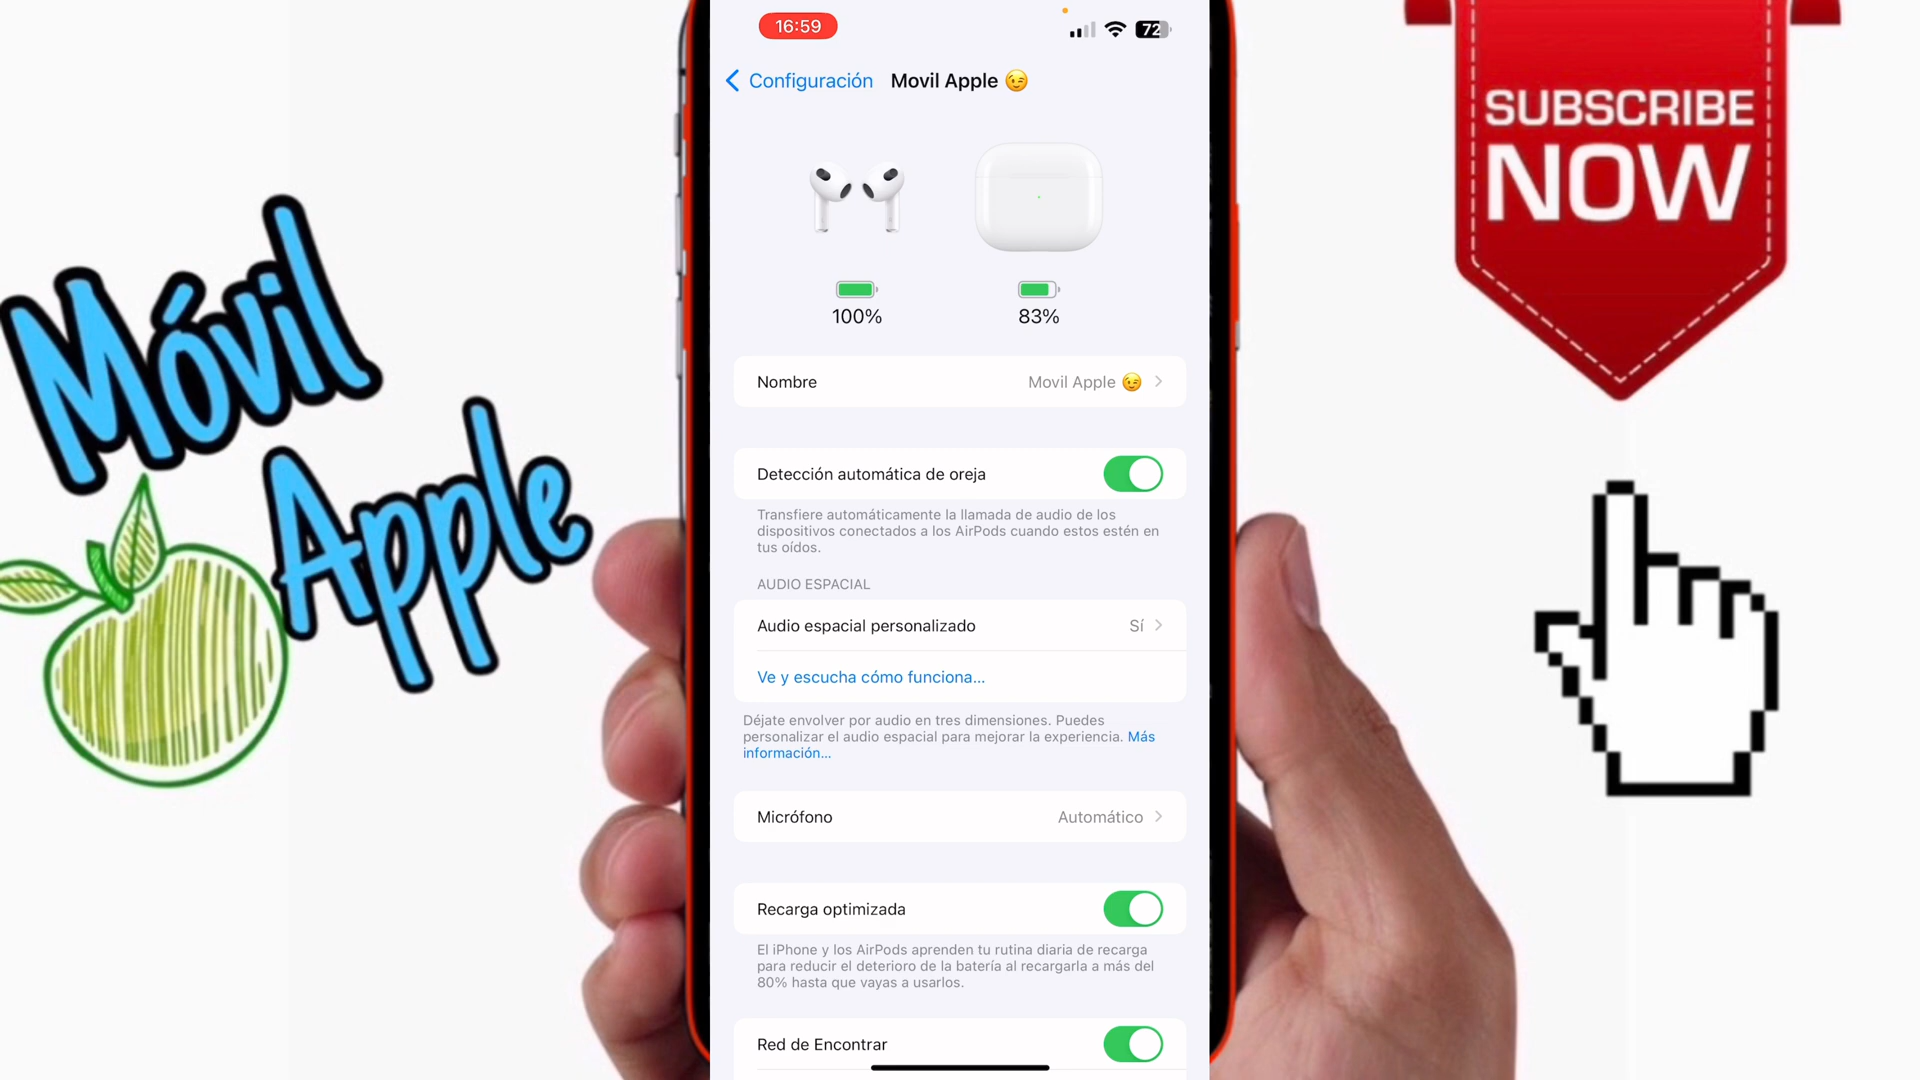 16:59
72
Configuración
Movil Apple 😉
100%
83%
Nombre
Movil Apple 😉
Detección automática de oreja
Transfiere automáticamente la llamada de audio de los
dispositivos conectados a los AirPods cuando estos estén en
tus oídos.
AUDIO ESPACIAL
Audio espacial personalizado
Sí
Ve y escucha cómo funciona...
Déjate envolver por audio en tres dimensiones. Puedes
personalizar el audio espacial para mejorar la experiencia. Más
información...
Micrófono
Automático
Recarga optimizada
El iPhone y los AirPods aprenden tu rutina diaria de recarga
para reducir el deterioro de la batería al recargarla a más del
80% hasta que vayas a usarlos.
Red de Encontrar
Móvil
Apple
SUBSCRIBE
NOW